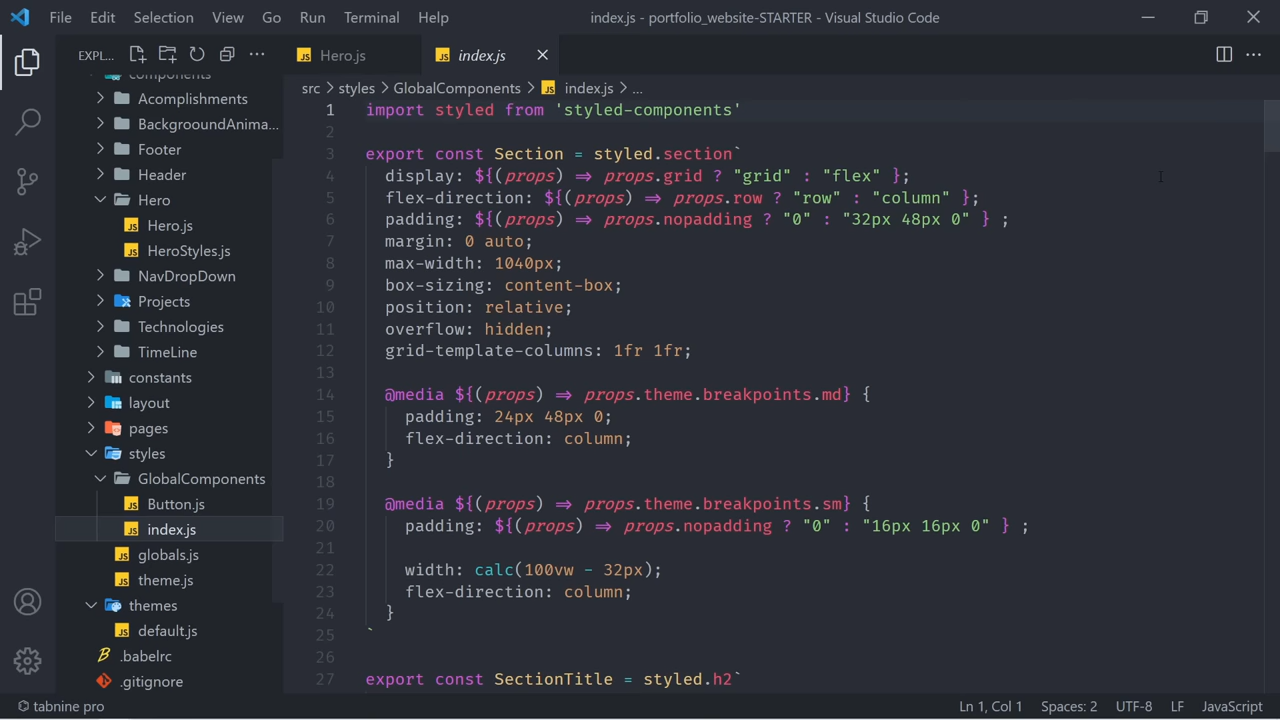 File Edit Selection View Go Run Terminal Help index.js - portfolio_website-STARTER - Visual Studio Code
EXPL... Hero.js index.js
src > styles > GlobalComponents > index.js > ...
components
Acomplishments
BackgrooundAnima...
Footer
Header
Hero
Hero.js
HeroStyles.js
NavDropDown
Projects
Technologies
TimeLine
constants
layout
pages
styles
GlobalComponents
Button.js
index.js
globals.js
theme.js
themes
default.js
.babelrc
.gitignore
1 import styled from 'styled-components'
2
3 export const Section = styled.section`
4 display: ${(props) => props.grid ? "grid" : "flex" };
5 flex-direction: ${(props) => props.row ? "row" : "column" };
6 padding: ${(props) => props.nopadding ? "0" : "32px 48px 0" } ;
7 margin: 0 auto;
8 max-width: 1040px;
9 box-sizing: content-box;
10 position: relative;
11 overflow: hidden;
12 grid-template-columns: 1fr 1fr;
13
14 @media ${(props) => props.theme.breakpoints.md} {
15 padding: 24px 48px 0;
16 flex-direction: column;
17 }
18
19 @media ${(props) => props.theme.breakpoints.sm} {
20 padding: ${(props) => props.nopadding ? "0" : "16px 16px 0" } ;
21
22 width: calc(100vw - 32px);
23 flex-direction: column;
24 }
25 `
26
27 export const SectionTitle = styled.h2`
tabnine pro Ln 1, Col 1 Spaces: 2 UTF-8 LF JavaScript